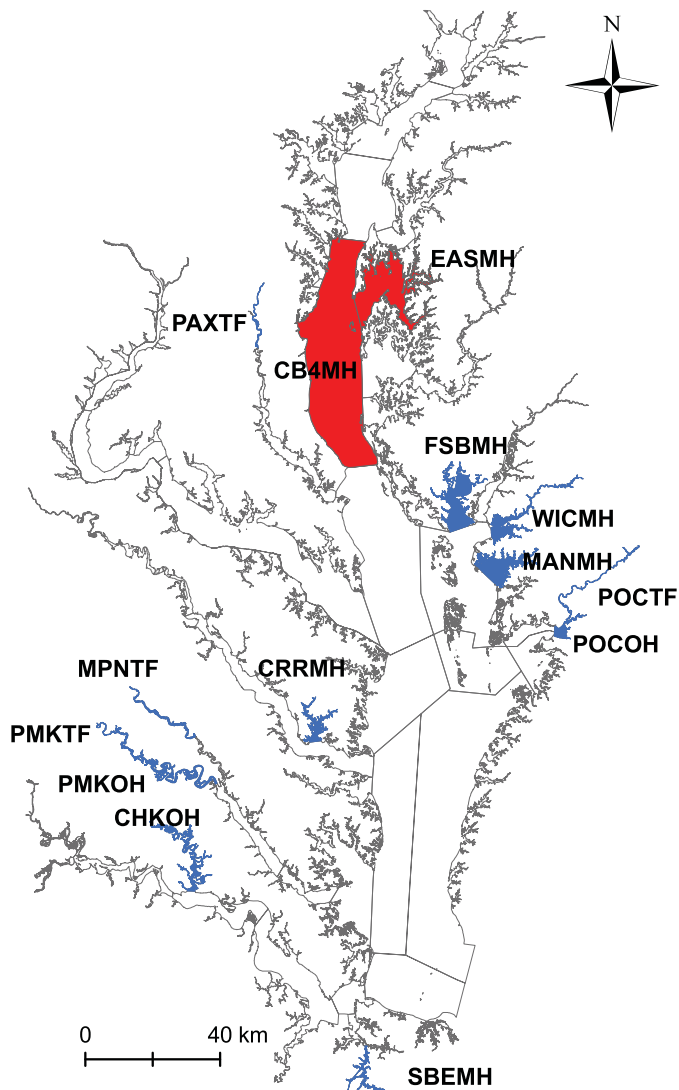 N
EASMH
PAXTF
CB4MH
FSBMH
WICMH
MANMH
POCTF
POCOH
MPNTF
CRRMH
PMKTF
PMKOH
CHKOH
0 40 km
SBEMH